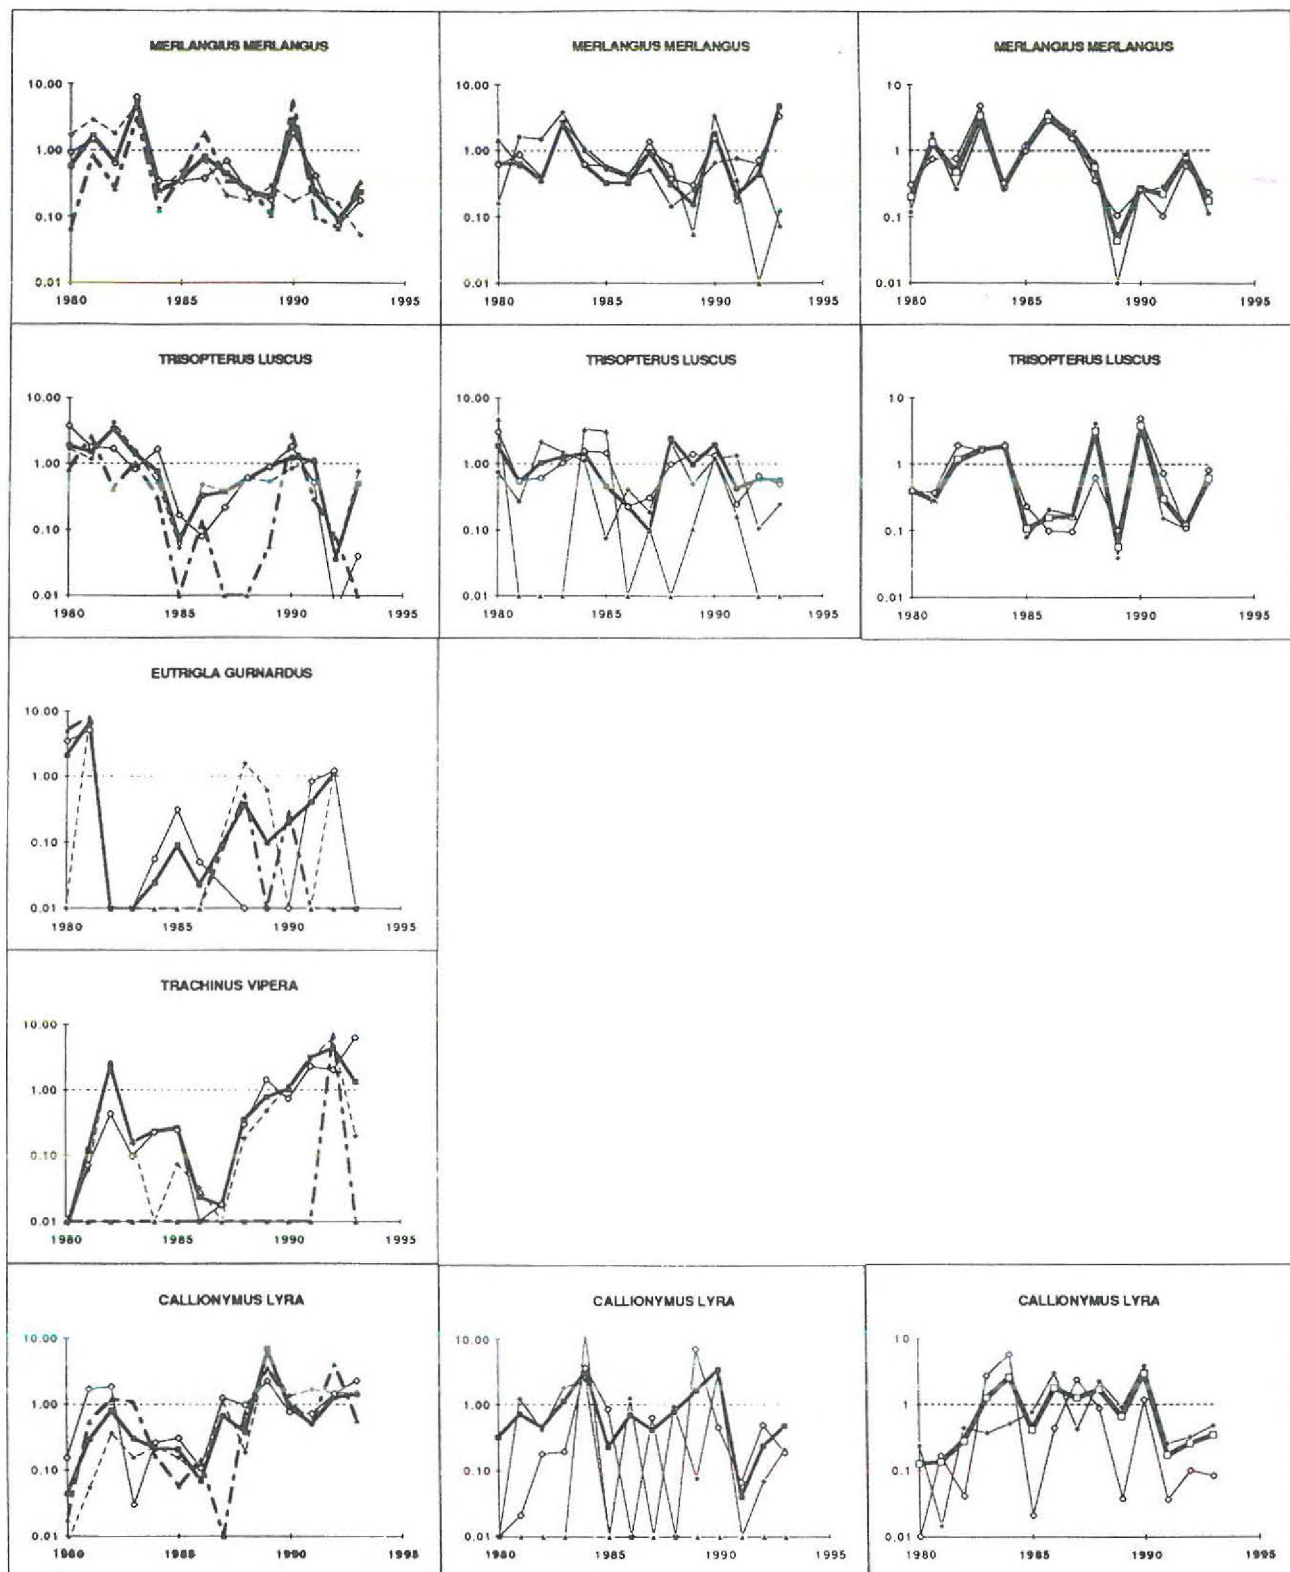 MERLANGIUS MERLANGUS
10.00
1.00
0.10
0.01
1980 1985 1990 1995
MERLANGIUS MERLANGUS
10.00
1.00
0.10
0.01
1980 1985 1990 1995
MERLANGIUS MERLANGUS
10
1
0.1
0.01
1980 1985 1990 1995
TRISOPTERUS LUSCUS
10.00
1.00
0.10
0.01
1980 1985 1990 1995
TRISOPTERUS LUSCUS
10.00
1.00
0.10
0.01
1980 1985 1990 1995
TRISOPTERUS LUSCUS
10
1
0.1
0.01
1980 1985 1990 1995
EUTRIGLA GURNARDUS
10.00
1.00
0.10
0.01
1980 1985 1990 1995
TRACHINUS VIPERA
10.00
1.00
0.10
0.01
1980 1985 1990 1995
CALLIONYMUS LYRA
10.00
1.00
0.10
0.01
1980 1985 1990 1995
CALLIONYMUS LYRA
10.00
1.00
0.10
0.01
1980 1985 1990 1995
CALLIONYMUS LYRA
10
1
0.1
0.01
1980 1985 1990 1995